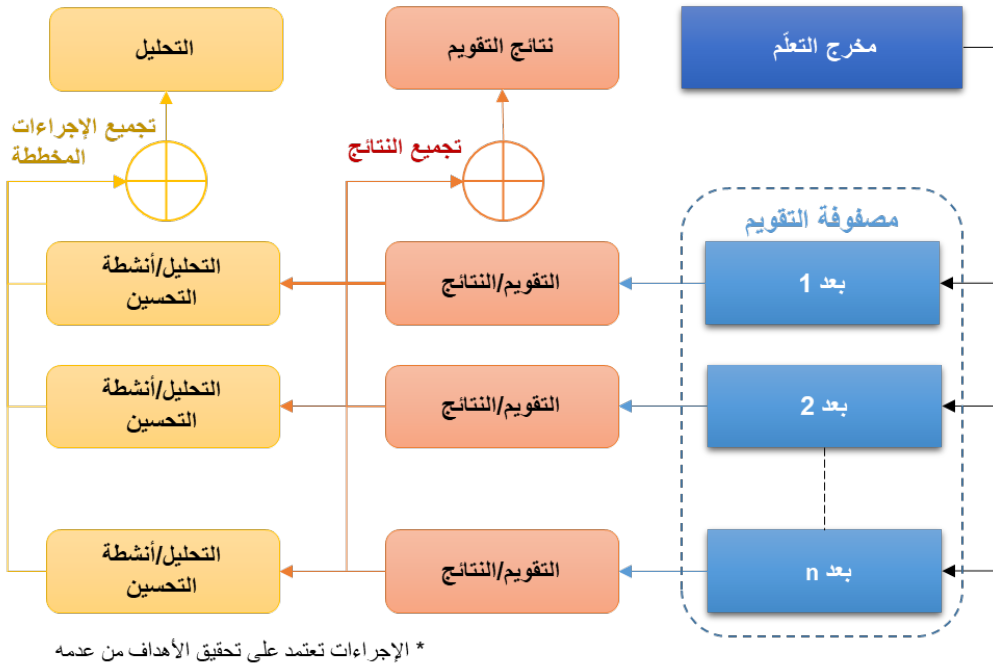 مخرج التعلّم
نتائج التقويم
التحليل
تجميع النتائج
تجميع الإجراءات
المخططة
مصفوفة التقويم
بعد 1
التقويم/النتائج
التحليل/أنشطة
التحسين
بعد 2
التقويم/النتائج
التحليل/أنشطة
التحسين
بعد n
التقويم/النتائج
التحليل/أنشطة
التحسين
* الإجراءات تعتمد على تحقيق الأهداف من عدمه